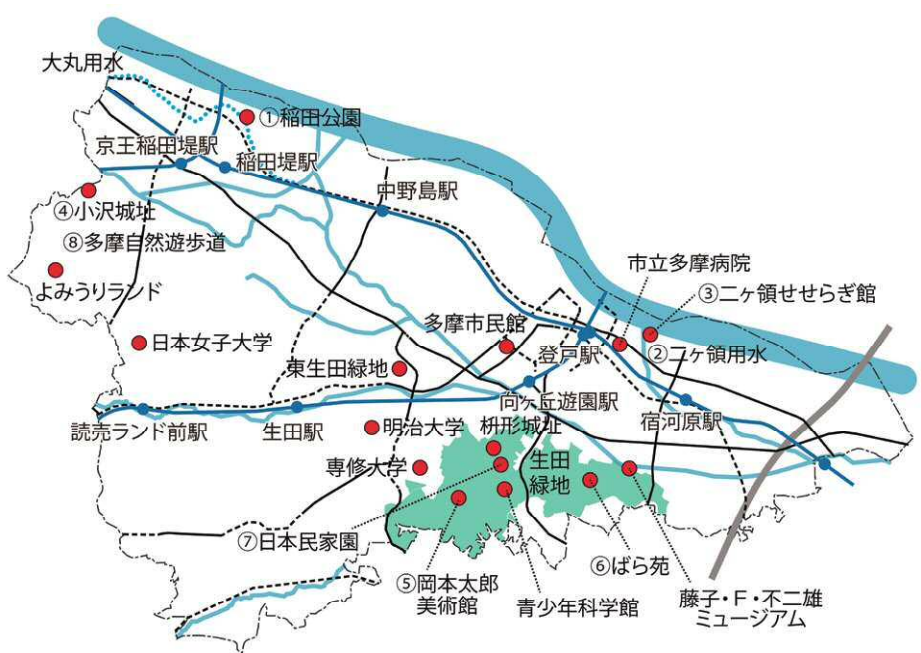 大丸用水
①稲田公園
京王稲田堤駅
稲田堤駅
中野島駅
④小沢城址
⑧多摩自然遊歩道
よみうりランド
市立多摩病院
③二ヶ領せせらぎ館
多摩市民館
日本女子大学
登戸駅
②二ヶ領用水
東生田緑地
向ヶ丘遊園駅
宿河原駅
読売ランド前駅
生田駅
明治大学
枡形城址
専修大学
生田
緑地
⑦日本民家園
⑤岡本太郎
美術館
青少年科学館
⑥ばら苑
藤子・F・不二雄
ミュージアム